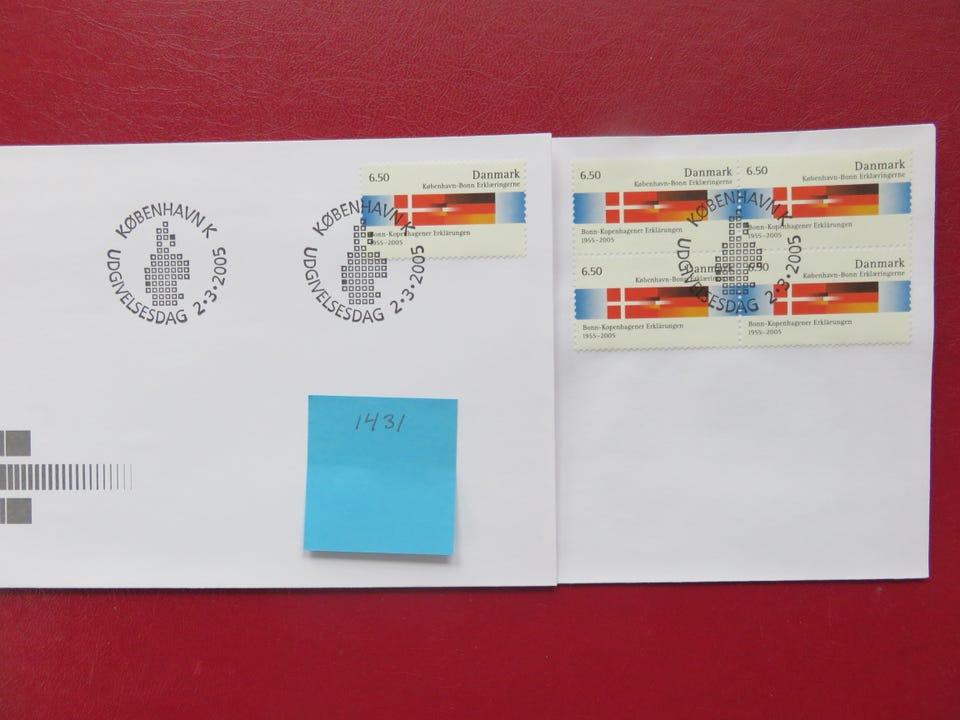 KØBENHAVN K
UDGIVELSESDAG 2·3·2005
KØBENHAVN K
UDGIVELSESDAG 2·3·2005
6.50
Danmark
København-Bonn Erklæringerne
Bonn-Kopenhagener Erklärungen
1955-2005
1431
6.50
Danmark
København-Bonn Erklæringerne
Bonn-Kopenhagener Erklärungen
1955-2005
6.50
Danmark
København-Bonn Erklæringerne
Bonn-Kopenhagener Erklärungen
1955-2005
KØBENHAVN K
UDGIVELSESDAG 2·3·2005
6.50
Danmark
København-Bonn Erklæringerne
Bonn-Kopenhagener Erklärungen
1955-2005
6.50
Danmark
København-Bonn Erklæringerne
Bonn-Kopenhagener Erklärungen
1955-2005